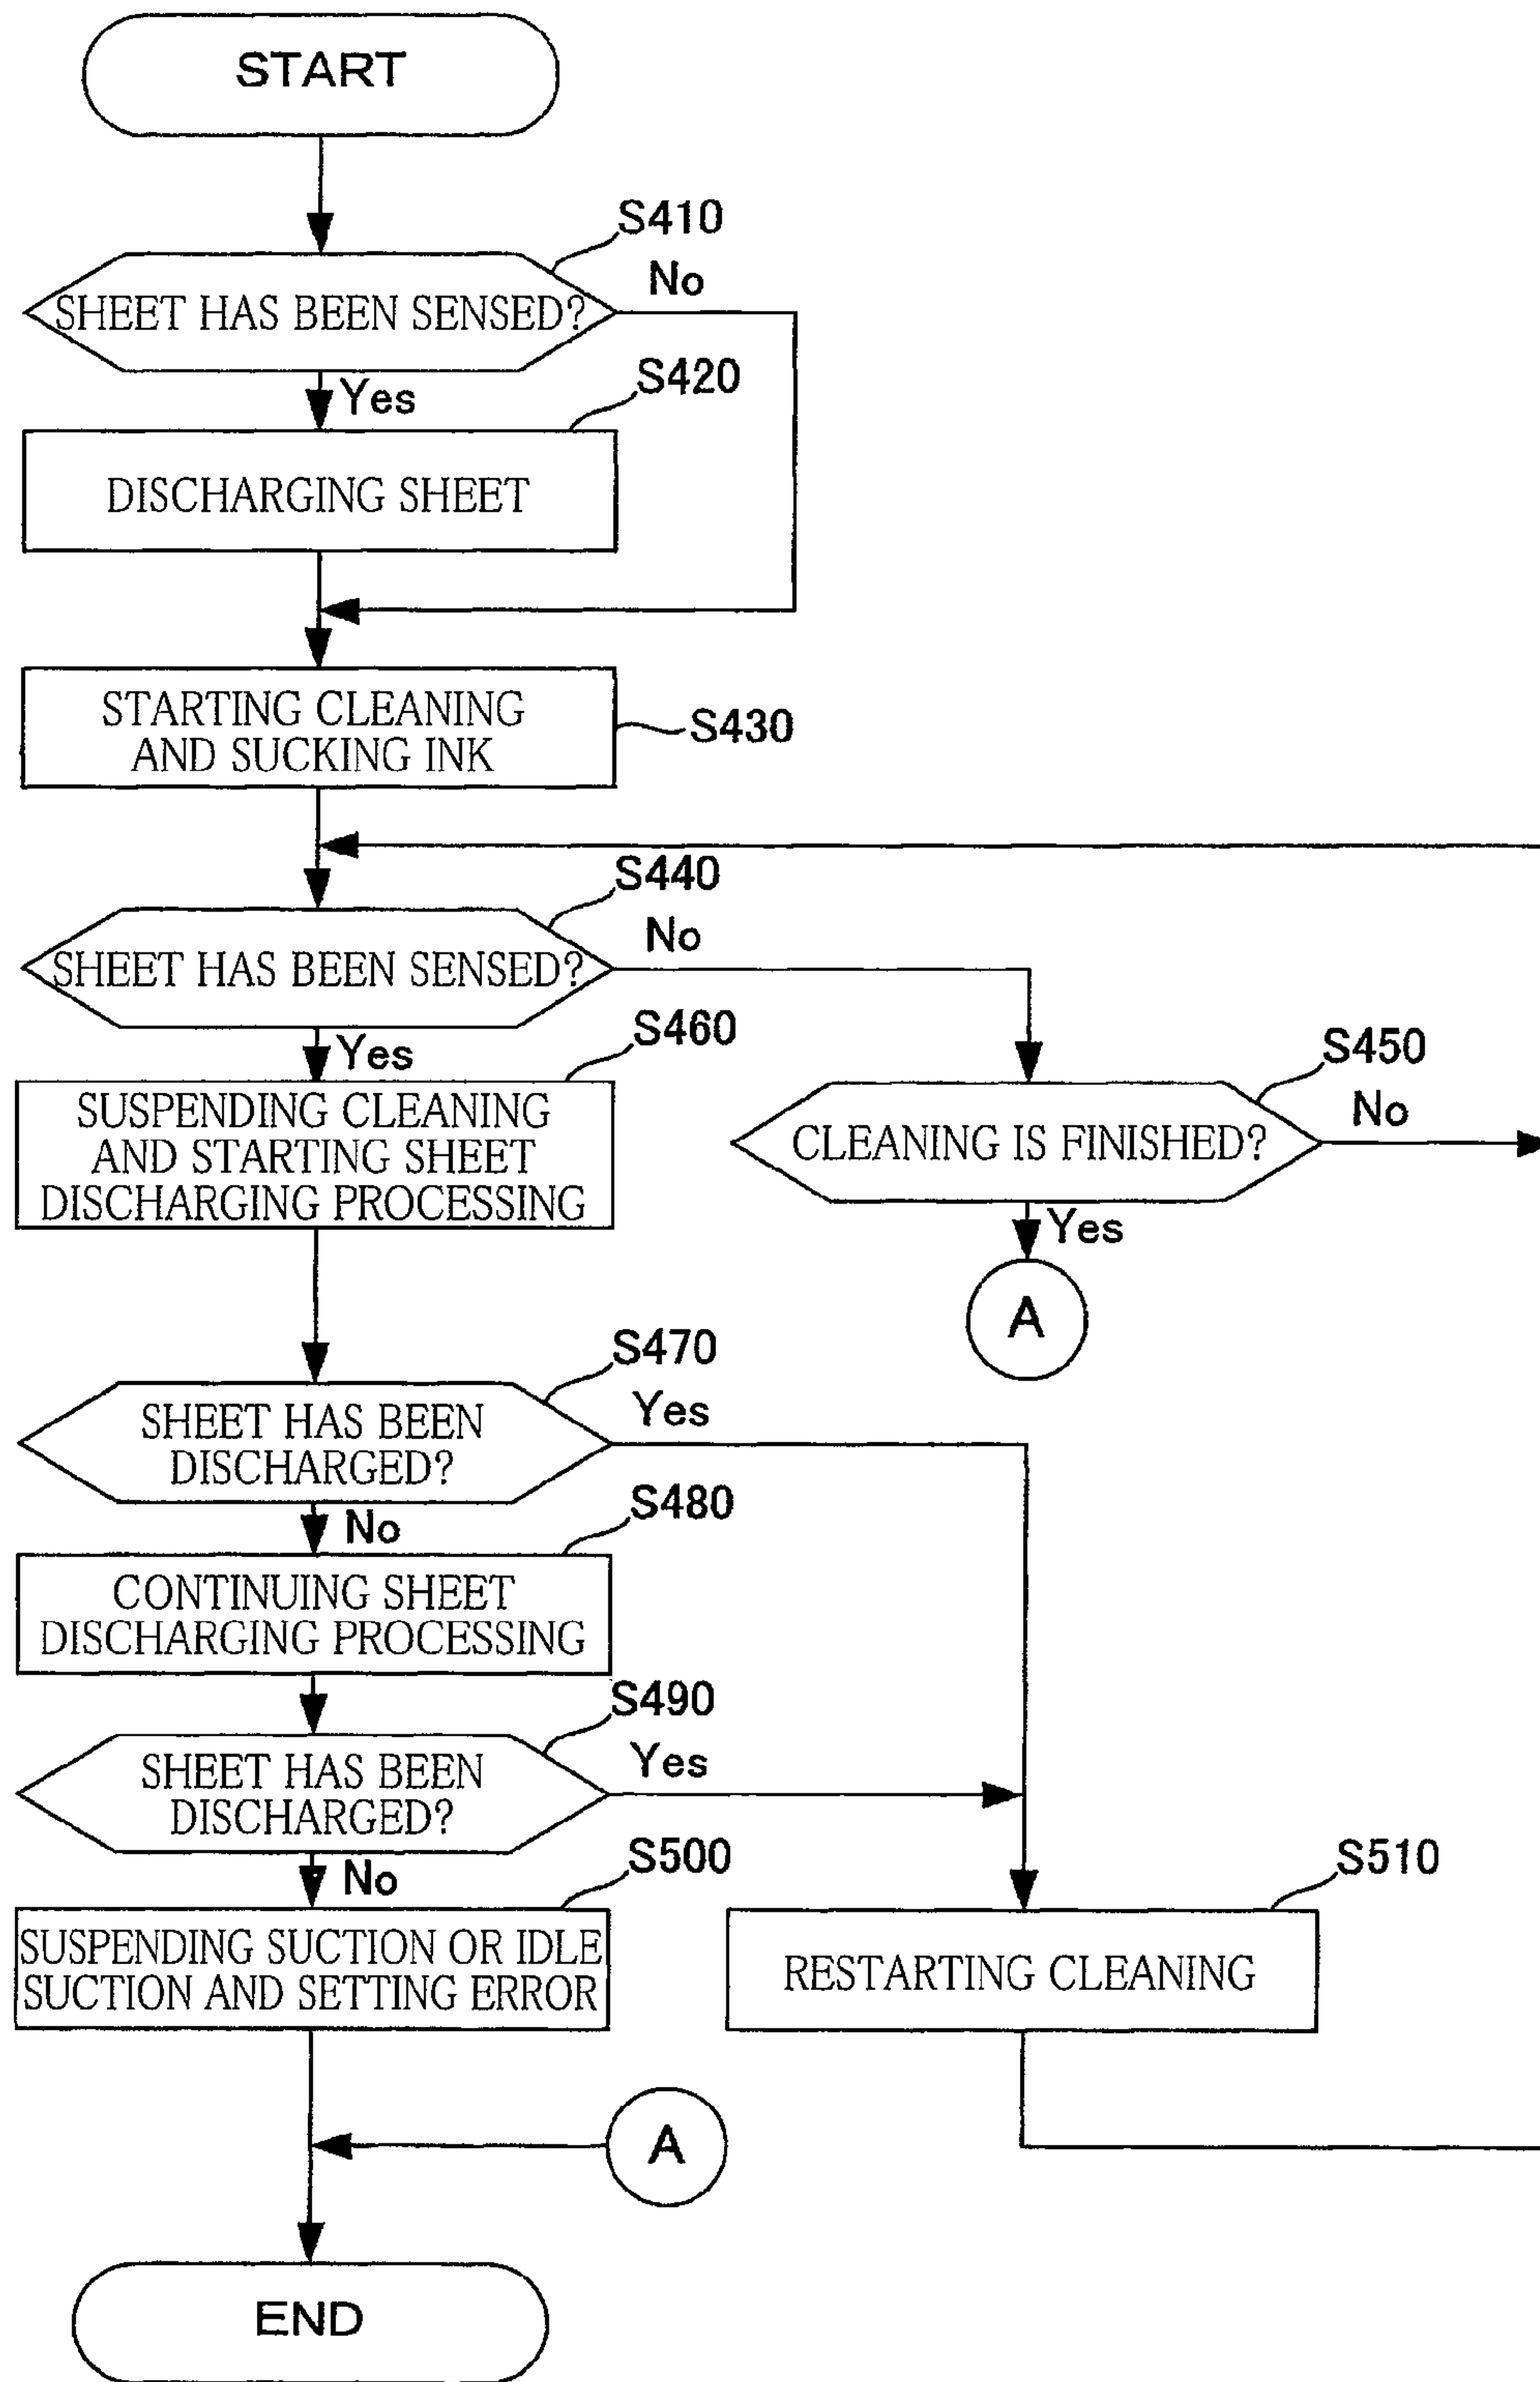 START
S410
No
SHEET HAS BEEN SENSED?
Yes
S420
DISCHARGING SHEET
STARTING CLEANING
AND SUCKING INK
S430
S440
No
SHEET HAS BEEN SENSED?
Yes
S460
SUSPENDING CLEANING
AND STARTING SHEET
DISCHARGING PROCESSING
S450
No
CLEANING IS FINISHED?
Yes
A
S470
Yes
SHEET HAS BEEN
DISCHARGED?
No
S480
CONTINUING SHEET
DISCHARGING PROCESSING
S490
Yes
SHEET HAS BEEN
DISCHARGED?
No
S500
SUSPENDING SUCTION OR IDLE
SUCTION AND SETTING ERROR
S510
RESTARTING CLEANING
A
END